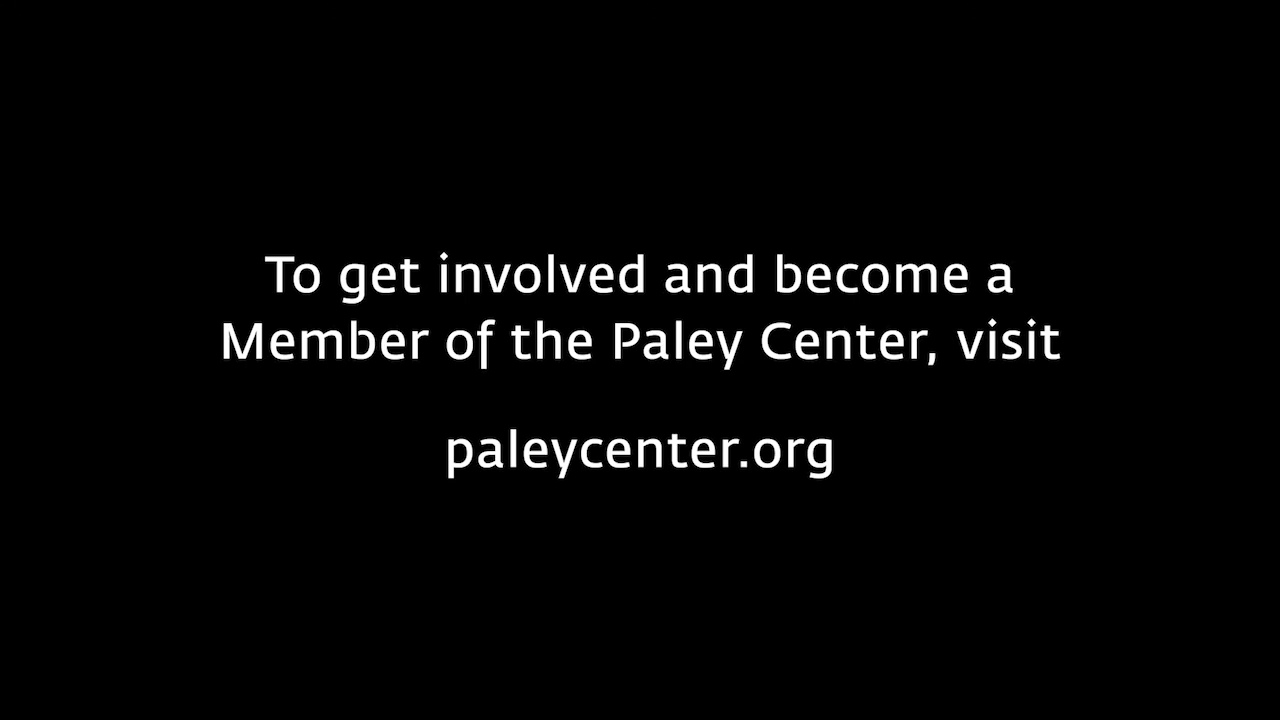 To get involved and become a
Member of the Paley Center, visit
paleycenter.org